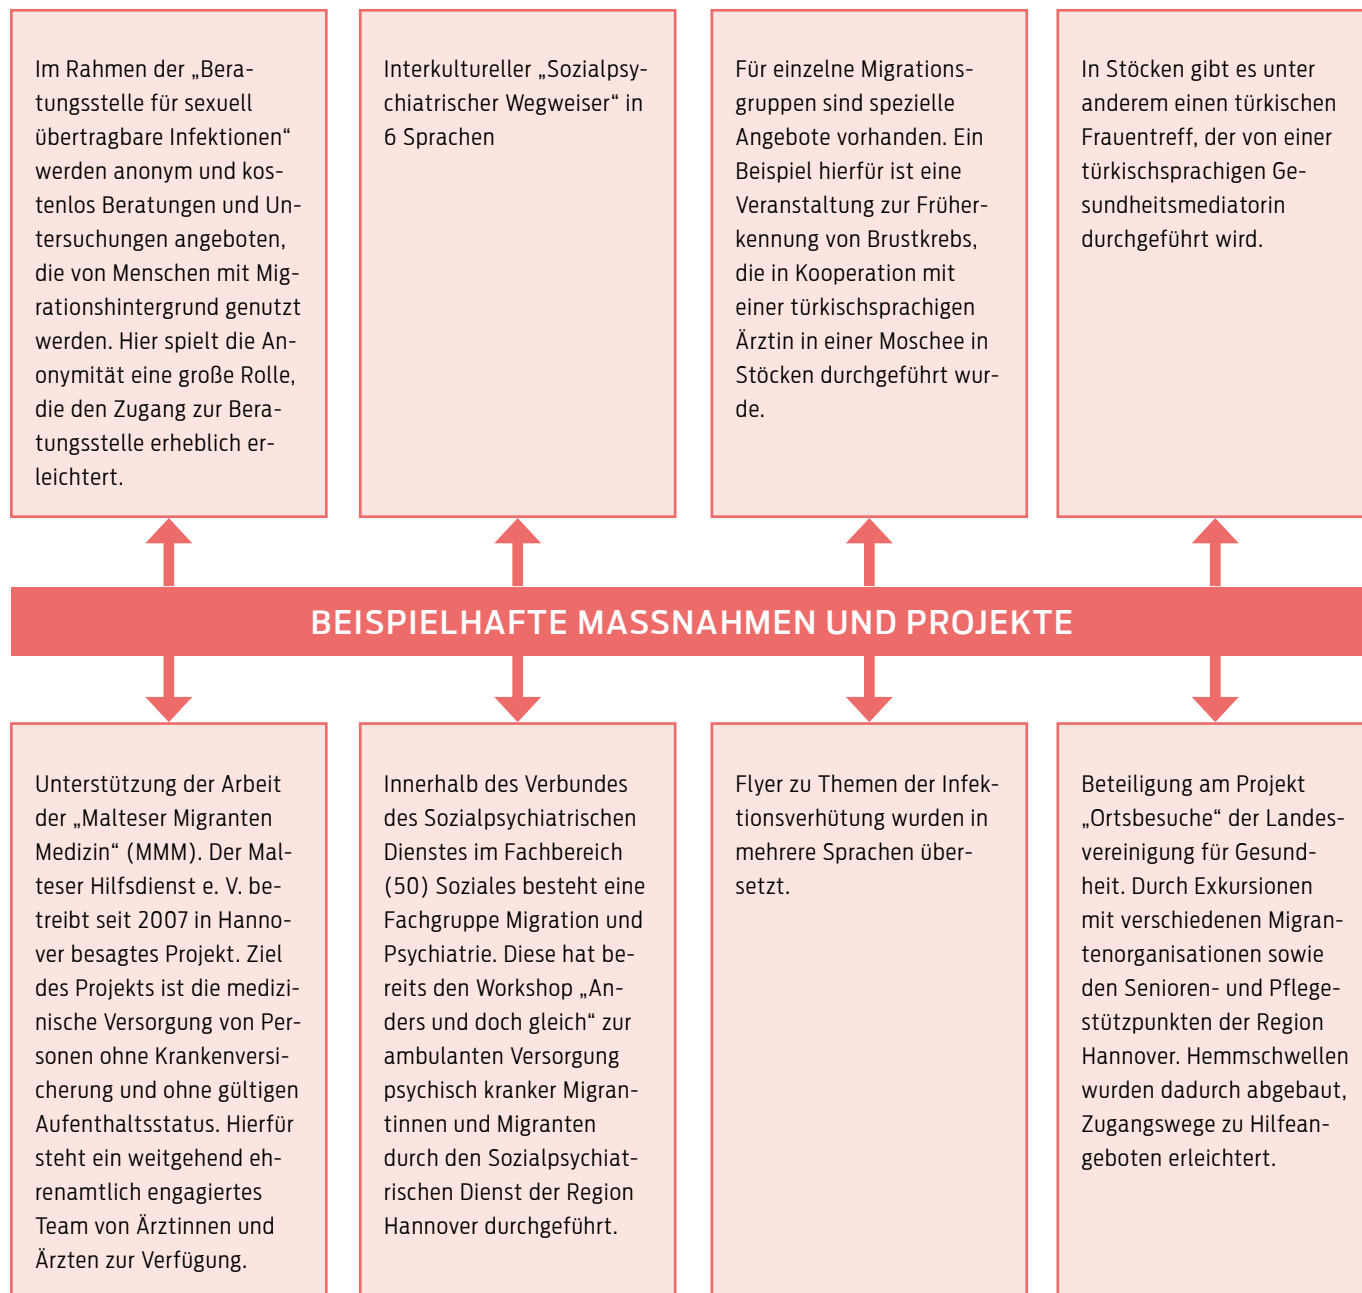 Im Rahmen der „Bera-
tungsstelle für sexuell
übertragbare Infektionen“
werden anonym und kos-
tenlos Beratungen und Un-
tersuchungen angeboten,
die von Menschen mit Mig-
rationshintergrund genutzt
werden. Hier spielt die An-
onymität eine große Rolle,
die den Zugang zur Bera-
tungsstelle erheblich er-
leichtert.
Interkultureller „Sozialpsy-
chiatrischer Wegweiser“ in
6 Sprachen
Für einzelne Migrations-
gruppen sind spezielle
Angebote vorhanden. Ein
Beispiel hierfür ist eine
Veranstaltung zur Früher-
kennung von Brustkrebs,
die in Kooperation mit
einer türkischsprachigen
Ärztin in einer Moschee in
Stöcken durchgeführt wur-
de.
In Stöcken gibt es unter
anderem einen türkischen
Frauentreff, der von einer
türkischsprachigen Ge-
sundheitsmediatorin
durchgeführt wird.
BEISPIELHAFTE MASSNAHMEN UND PROJEKTE
Unterstützung der Arbeit
der „Malteser Migranten
Medizin“ (MMM). Der Mal-
teser Hilfsdienst e. V. be-
treibt seit 2007 in Hanno-
ver besagtes Projekt. Ziel
des Projekts ist die medizi-
nische Versorgung von Per-
sonen ohne Krankenversi-
cherung und ohne gültigen
Aufenthaltsstatus. Hierfür
steht ein weitgehend eh-
renamtlich engagiertes
Team von Ärztinnen und
Ärzten zur Verfügung.
Innerhalb des Verbundes
des Sozialpsychiatrischen
Dienstes im Fachbereich
(50) Soziales besteht eine
Fachgruppe Migration und
Psychiatrie. Diese hat be-
reits den Workshop „An-
ders und doch gleich“ zur
ambulanten Versorgung
psychisch kranker Migran-
tinnen und Migranten
durch den Sozialpsychiat-
rischen Dienst der Region
Hannover durchgeführt.
Flyer zu Themen der Infek-
tionsverhütung wurden in
mehrere Sprachen über-
setzt.
Beteiligung am Projekt
„Ortsbesuche“ der Landes-
vereinigung für Gesund-
heit. Durch Exkursionen
mit verschiedenen Migran-
tenorganisationen sowie
den Senioren- und Pflege-
stützpunkten der Region
Hannover. Hemmschwellen
wurden dadurch abgebaut,
Zugangswege zu Hilfean-
geboten erleichtert.